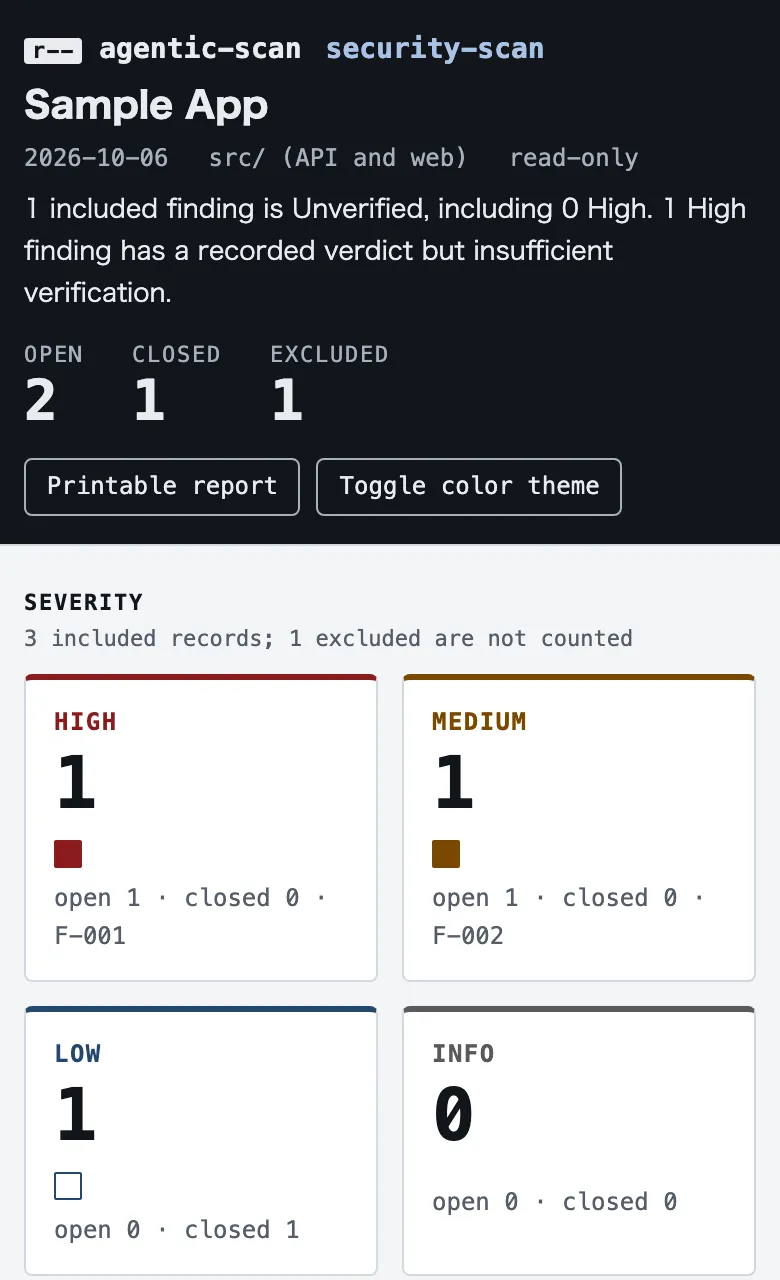 r-- agentic-scan security-scan
Sample App
2026-10-06 src/ (API and web) read-only
1 included finding is Unverified, including 0 High. 1 High
finding has a recorded verdict but insufficient
verification.
OPEN CLOSED EXCLUDED
2 1 1
Printable report Toggle color theme
SEVERITY
3 included records; 1 excluded are not counted
HIGH
1
open 1 · closed 0 ·
F-001
MEDIUM
1
open 1 · closed 0 ·
F-002
LOW
1
open 0 · closed 1
INFO
0
open 0 · closed 0